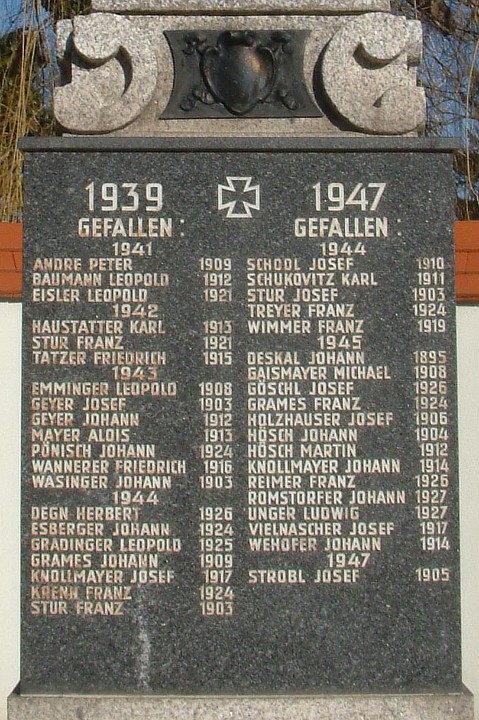 1939
GEFALLEN :
1941
ANDRE PETER 1909
BAUMANN LEOPOLD 1912
EISLER LEOPOLD 1921
1942
HAUSTATTER KARL 1913
STUR FRANZ 1921
TATZER FRIEDRICH 1915
1943
EMMINGER LEOPOLD 1908
GEYER JOSEF 1903
GEYER JOHANN 1912
MAYER ALOIS 1913
PÖNISCH JOHANN 1924
WANNERER FRIEDRICH 1916
WASINGER JOHANN 1903
1944
DEGN HERBERT 1926
ESBERGER JOHANN 1924
GRADINGER LEOPOLD 1925
GRAMES JOHANN 1909
KNOLLMAYER JOSEF 1917
KRENN FRANZ 1924
STUR FRANZ 1903
1947
GEFALLEN :
1944
SCHODL JOSEF 1910
SCHUKOVITZ KARL 1911
STUR JOSEF 1903
TREYER FRANZ 1924
WIMMER FRANZ 1919
1945
DESKAL JOHANN 1895
GAISMAYER MICHAEL 1908
GÖSCHL JOSEF 1926
GRAMES FRANZ 1924
HOLZHAUSER JOSEF 1906
HÖSCH JOHANN 1904
HÖSCH MARTIN 1912
KNOLLMAYER JOHANN 1914
REIMER FRANZ 1926
ROMSTORFER JOHANN 1927
UNGER LUDWIG 1927
VIELNASCHER JOSEF 1917
WEHOFER JOHANN 1914
1947
STROBL JOSEF 1905